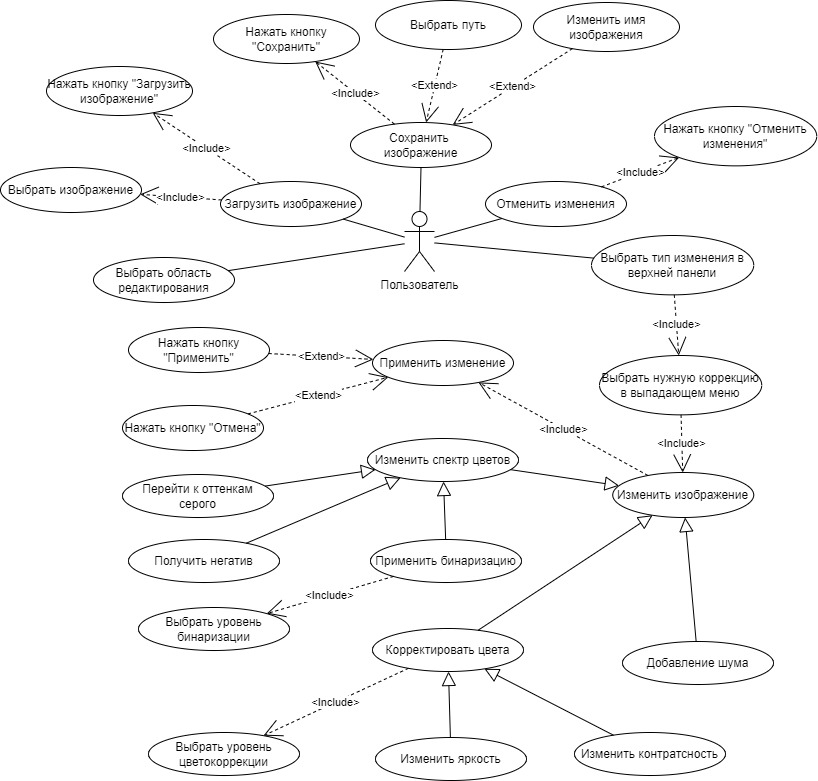 Нажать кнопку
"Сохранить"
Выбрать путь
Изменить имя
изображения
Нажать кнопку "Загрузить
изображение"
<Include>
<Extend>
<Extend>
Сохранить
изображение
Нажать кнопку "Отменить
изменения"
<Include>
<Include>
Выбрать изображение
<Include>
Загрузить изображение
Отменить изменения
Выбрать область
редактирования
Пользователь
Выбрать тип изменения в
верхней панели
<Include>
Нажать кнопку
"Применить"
<Extend>
Применить изменение
Выбрать нужную коррекцию
в выпадающем меню
<Extend>
Нажать кнопку "Отмена"
<Include>
<Include>
Изменить спектр цветов
Перейти к оттенкам
серого
Изменить изображение
Получить негатив
Применить бинаризацию
<Include>
Выбрать уровень
бинаризации
Корректировать цвета
Добавление шума
<Include>
Выбрать уровень
цветокоррекции
Изменить яркость
Изменить контратсность